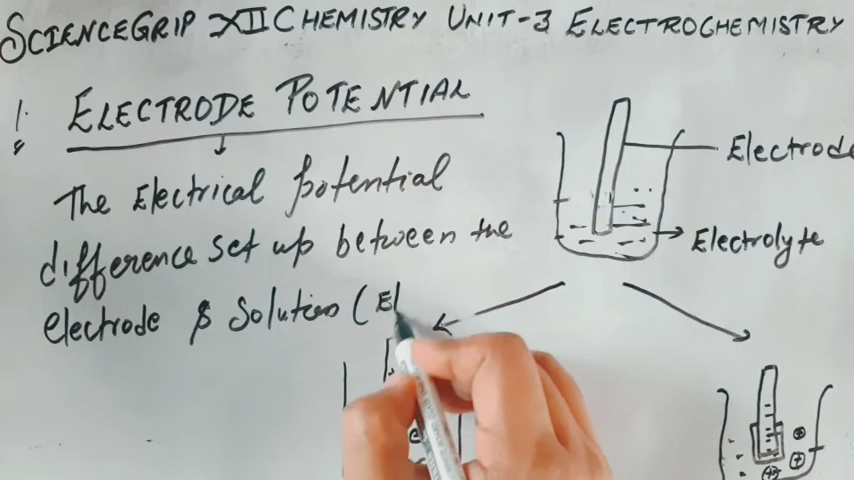 SCIENCEGRIP XII CHEMISTRY UNIT-3 ELECTROCHEMISTRY
! ELECTRODE POTENTIAL
The Electrical potential
difference set up between the
electrode & Solution (El
Electrode
Electrolyte